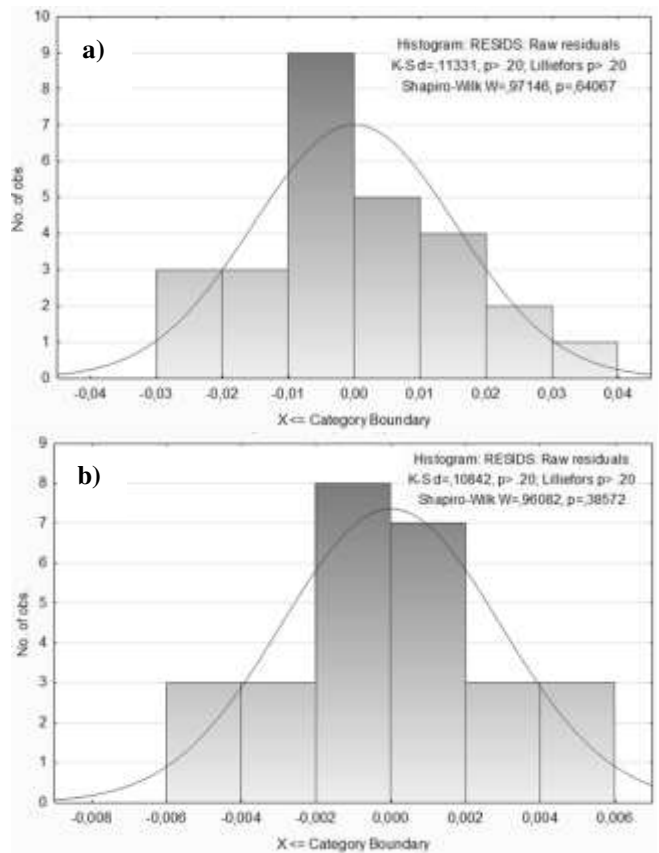 a)
Histogram: RESIDS: Raw residuals
K-S d=,11331, p> .20; Lilliefors p> .20
Shapiro-Wilk W=,97146, p=,64067
No. of obs
10
9
8
7
6
5
4
3
2
1
0
-0,04 -0,03 -0,02 -0,01 0,00 0,01 0,02 0,03 0,04
X <= Category Boundary
b)
Histogram: RESIDS: Raw residuals
K-S d=,10842, p> .20; Lilliefors p> .20
Shapiro-Wilk W=,96082, p=,38572
No. of obs
9
8
7
6
5
4
3
2
1
0
-0,008 -0,006 -0,004 -0,002 0,000 0,002 0,004 0,006
X <= Category Boundary